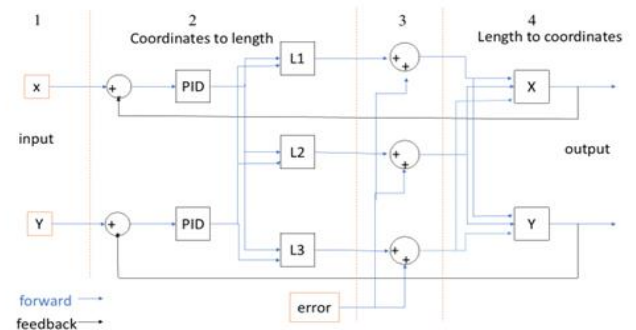 1
2
3
4
Coordinates to length
Length to coordinates
L1
+
+
x
+
PID
X
input
L2
+
+
output
Y
+
PID
Y
L3
+
+
error
forward
feedback